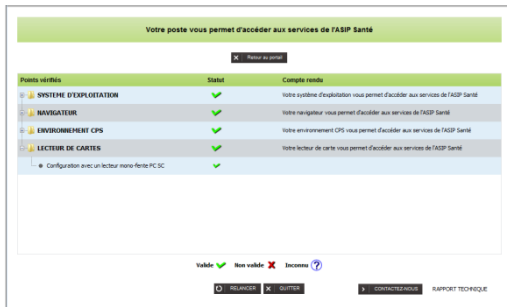 Votre poste vous permet d'accéder aux services de l'ASIP Santé
Retour au portail
Points vérifiés Statut Compte rendu
SYSTEME D'EXPLOITATION Votre système d'exploitation vous permet d'accéder aux services de l'ASIP Santé
NAVIGATEUR Votre navigateur vous permet d'accéder aux services de l'ASIP Santé
ENVIRONNEMENT CPS Votre environnement CPS vous permet d'accéder aux services de l'ASIP Santé
LECTEUR DE CARTES Votre lecteur de carte vous permet d'accéder aux services de l'ASIP Santé
Configuration avec un lecteur mono-fente PC SC
Valide Non valide Inconnu
RELANCER QUITTER CONTACTEZ-NOUS RAPPORT TECHNIQUE